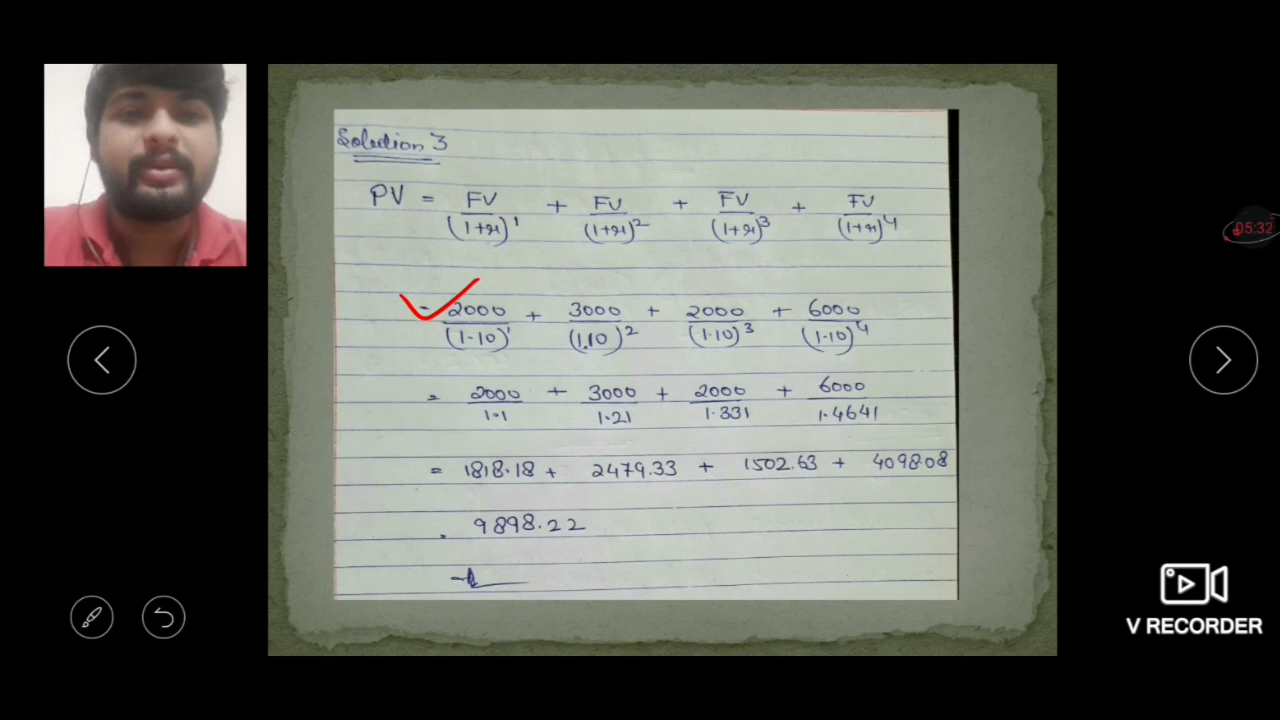 Solution 3
PV = FV/(1+r)^1 + FV/(1+r)^2 + FV/(1+r)^3 + FV/(1+r)^4
= 2000/(1.10)^1 + 3000/(1.10)^2 + 2000/(1.10)^3 + 6000/(1.10)^4
= 2000/1.1 + 3000/1.21 + 2000/1.331 + 6000/1.4641
= 1818.18 + 2479.33 + 1502.63 + 4098.08
. 9898.22
05:32
V RECORDER